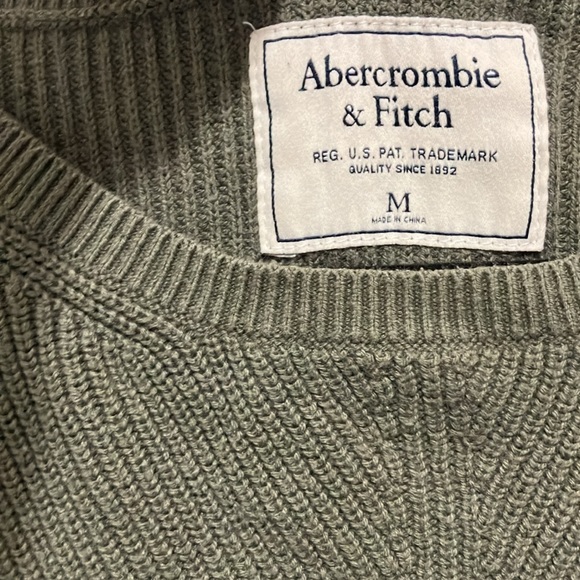 Abercrombie
& Fitch
REG. U.S. PAT. TRADEMARK
QUALITY SINCE 1892
M
MADE IN CHINA